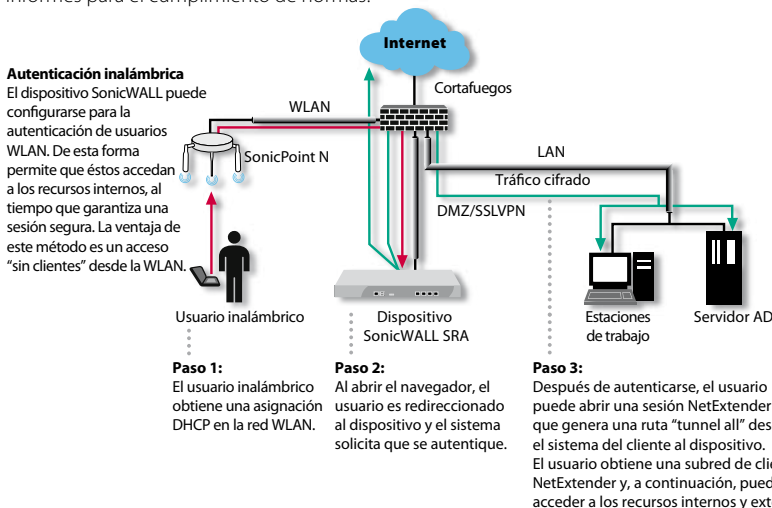 informes para el cumplimiento de normas.
Internet
Cortafuegos
Autenticación inalámbrica
El dispositivo SonicWALL puede
configurarse para la
autenticación de usuarios
WLAN. De esta forma
permite que éstos accedan
a los recursos internos, al
tiempo que garantiza una
sesión segura. La ventaja de
este método es un acceso
“sin clientes” desde la WLAN.
WLAN
SonicPoint N
LAN
Tráfico cifrado
DMZ/SSLVPN
Usuario inalámbrico
Dispositivo
SonicWALL SRA
Estaciones
de trabajo
Servidor AD
Paso 1:
El usuario inalámbrico
obtiene una asignación
DHCP en la red WLAN.
Paso 2:
Al abrir el navegador, el
usuario es redireccionado
al dispositivo y el sistema
solicita que se autentique.
Paso 3:
Después de autenticarse, el usuario
puede abrir una sesión NetExtender
que genera una ruta “tunnel all” des
el sistema del cliente al dispositivo.
El usuario obtiene una subred de clie
NetExtender y, a continuación, pued
acceder a los recursos internos y ext